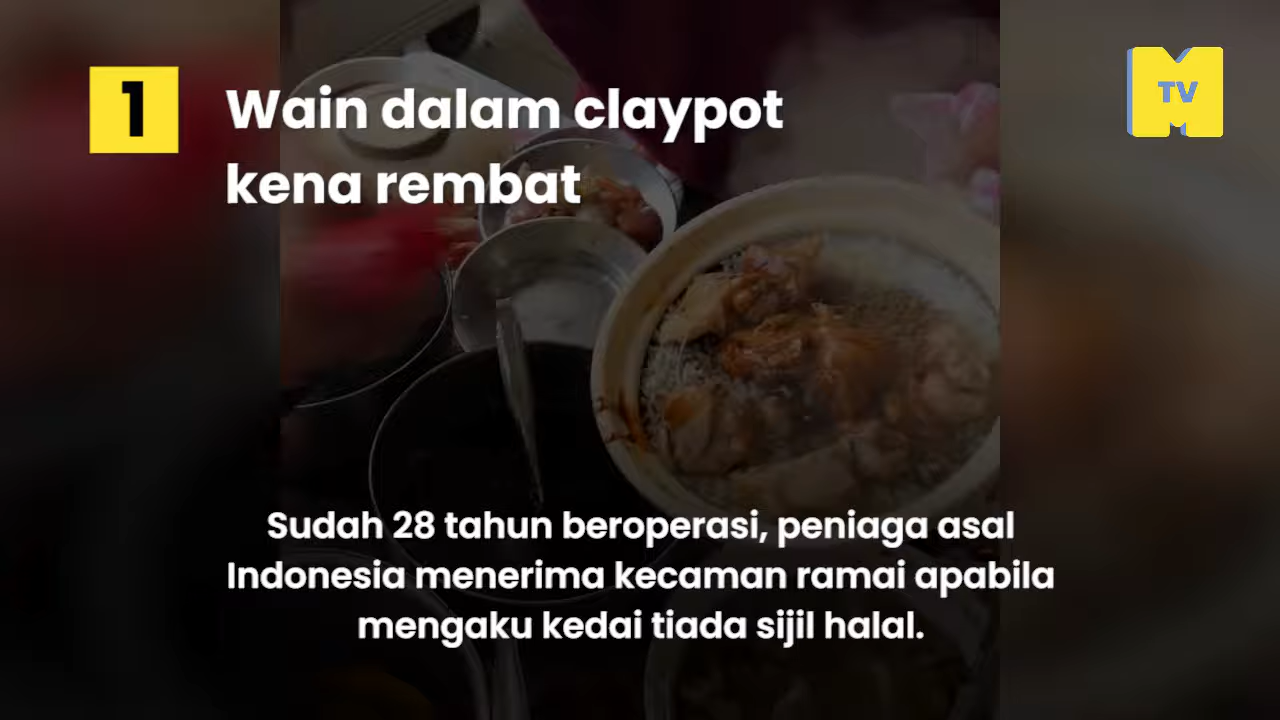 1
Wain dalam claypot
kena rembat
TV
Sudah 28 tahun beroperasi, peniaga asal
Indonesia menerima kecaman ramai apabila
mengaku kedai tiada sijil halal.